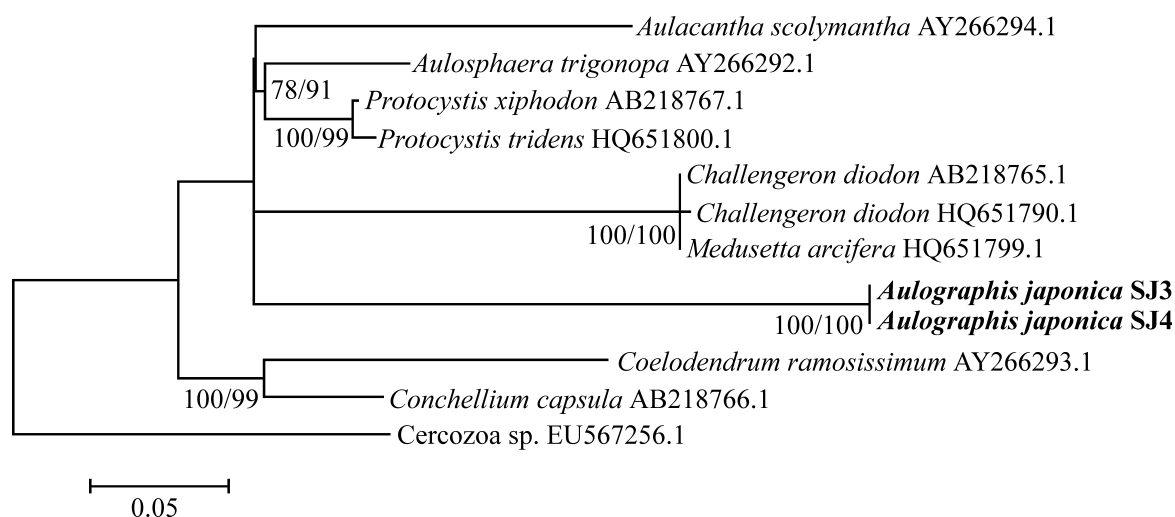 Aulacantha scolymantha AY266294.1
Aulosphaera trigonopa AY266292.1
78/91
Protocystis xiphodon AB218767.1
100/99
Protocystis tridens HQ651800.1
Challengeron diodon AB218765.1
Challengeron diodon HQ651790.1
100/100
Medusetta arcifera HQ651799.1
Aulographis japonica SJ3
100/100
Aulographis japonica SJ4
Coelodendrum ramosissimum AY266293.1
100/99
Conchellium capsula AB218766.1
Cercozoa sp. EU567256.1
0.05